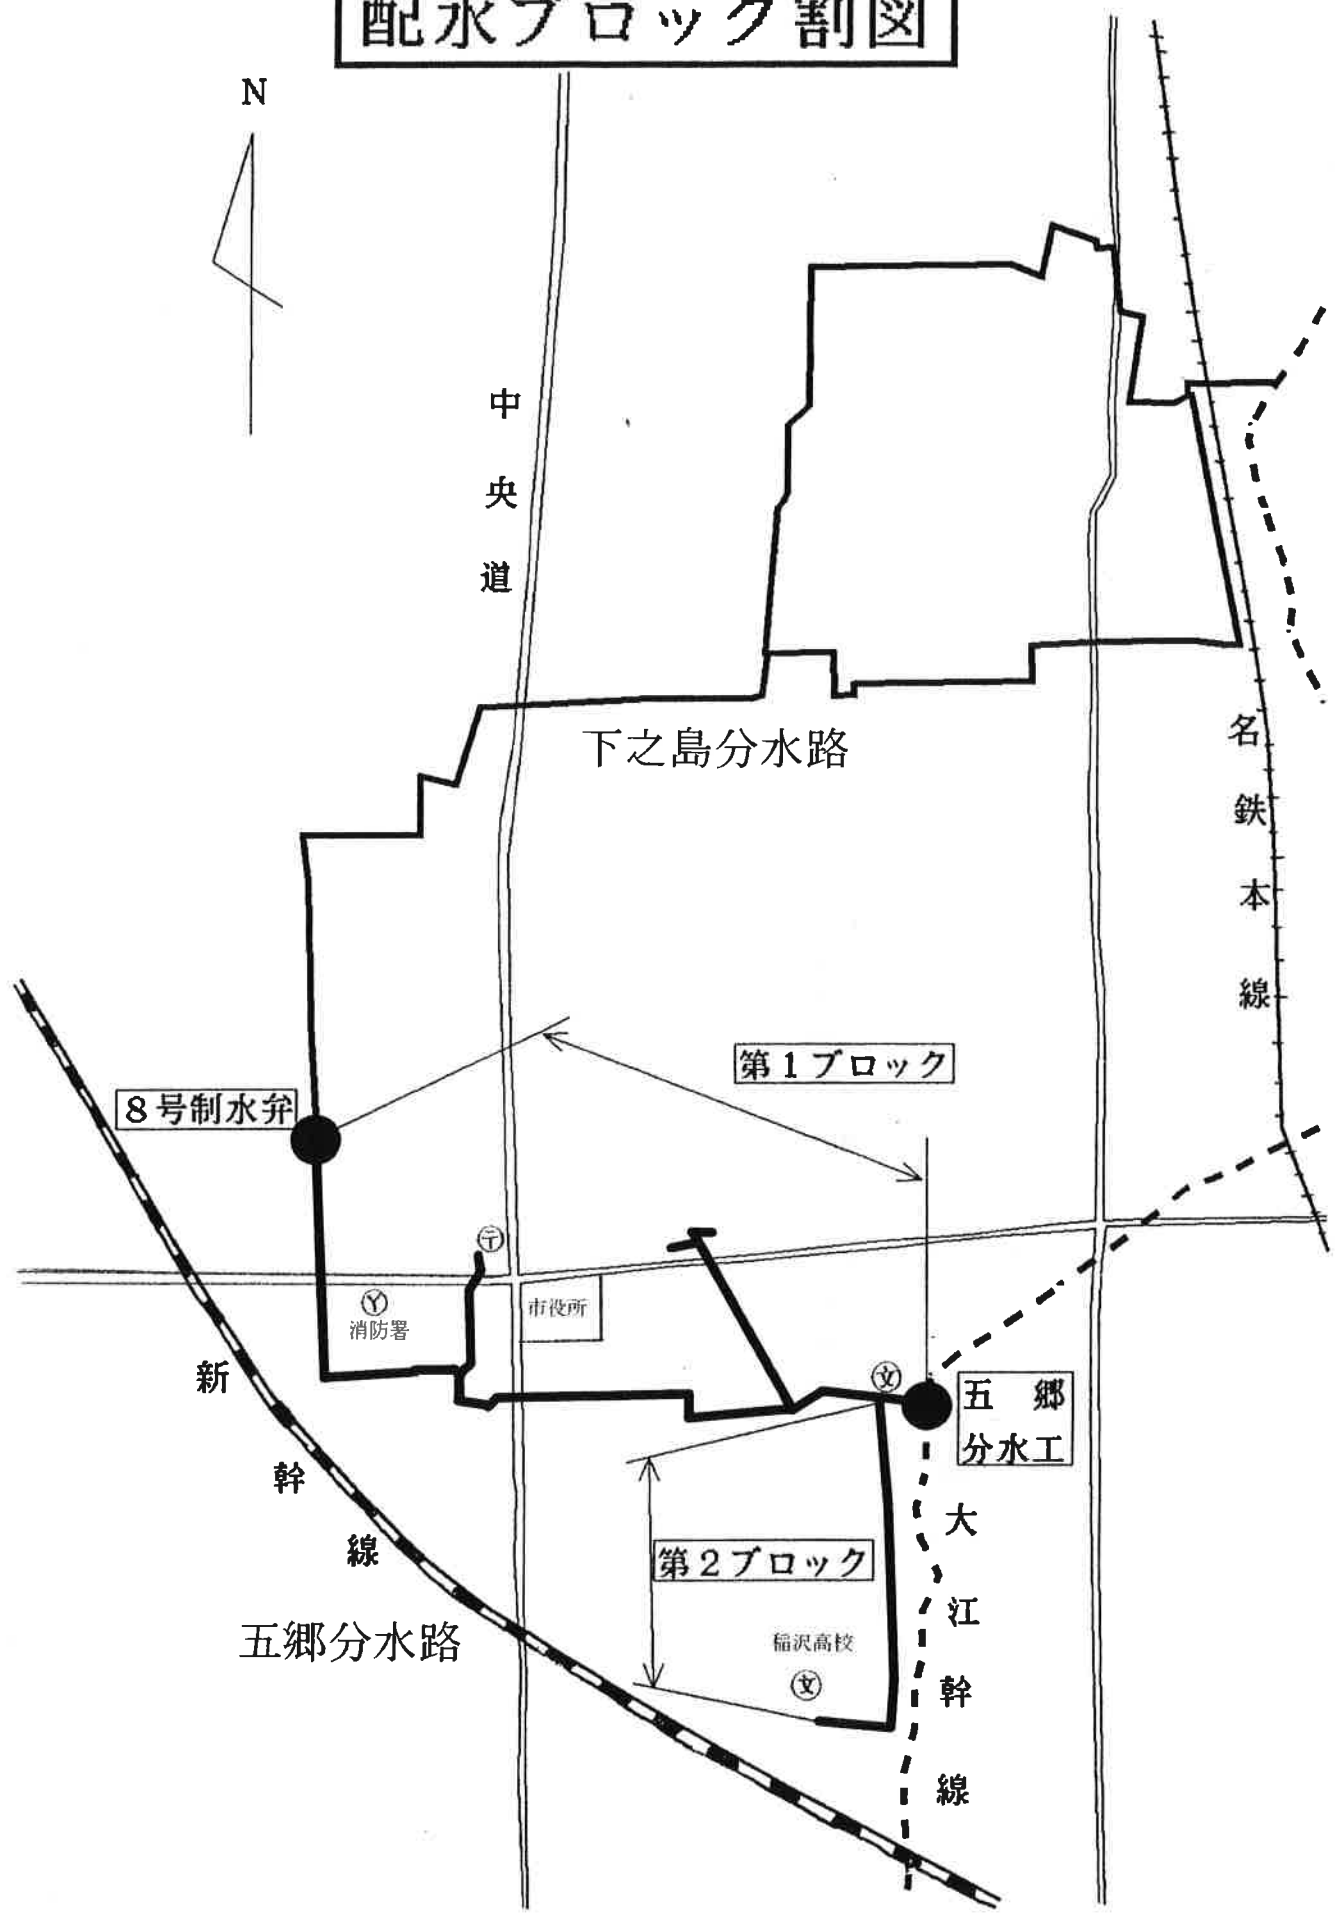 配水ブロック割図
N
中央道
下之島分水路
名鉄本線
第1ブロック
8号制水弁
〒
Y
消防署
市役所
新幹線
文
五郷
分水工
大江幹線
第2ブロック
五郷分水路
稲沢高校
文